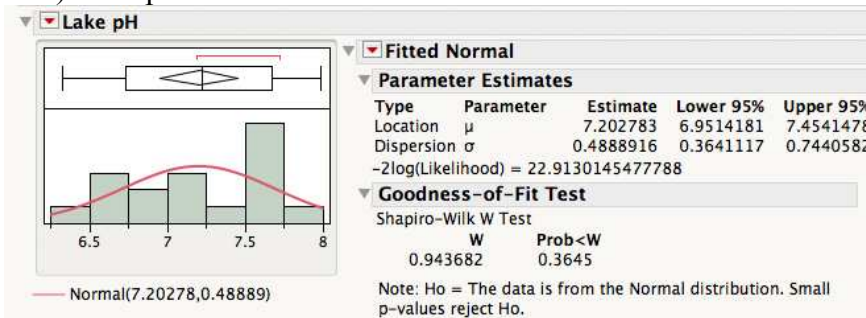 Lake pH
6.5 7 7.5 8
Normal(7.20278,0.48889)
Fitted Normal
Parameter Estimates
Type Parameter Estimate Lower 95% Upper 95%
Location μ 7.202783 6.9514181 7.4541478
Dispersion σ 0.4888916 0.3641117 0.7440582
-2log(Likelihood) = 22.9130145477788
Goodness-of-Fit Test
Shapiro-Wilk W Test
W Prob<W
0.943682 0.3645
Note: Ho = The data is from the Normal distribution. Small
p-values reject Ho.